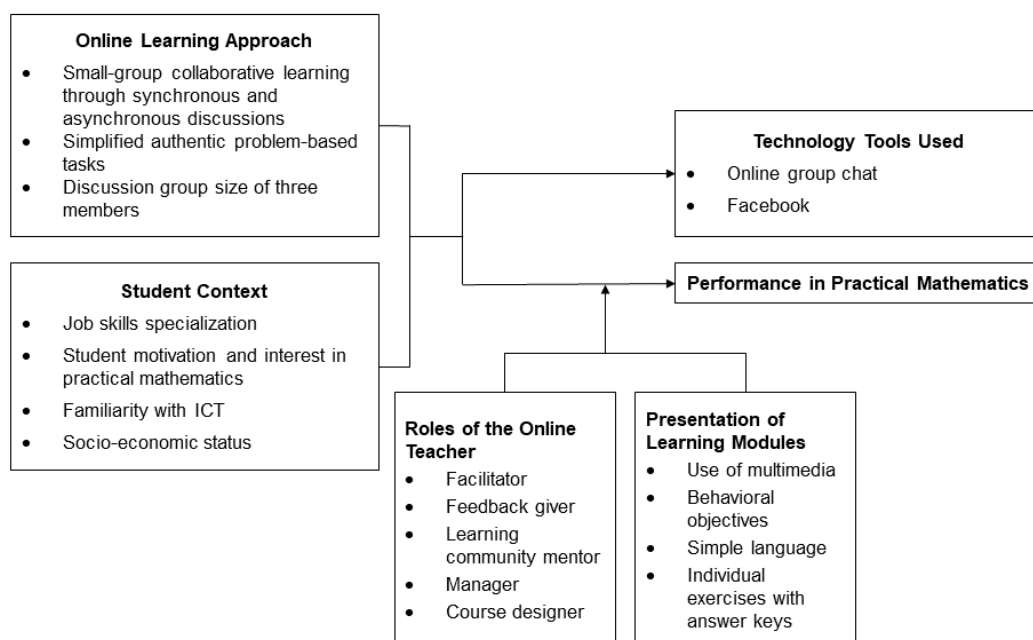 Online Learning Approach
• Small-group collaborative learning
through synchronous and
asynchronous discussions
• Simplified authentic problem-based
tasks
• Discussion group size of three
members
Student Context
• Job skills specialization
• Student motivation and interest in
practical mathematics
• Familiarity with ICT
• Socio-economic status
Technology Tools Used
• Online group chat
• Facebook
Performance in Practical Mathematics
Roles of the Online
Teacher
• Facilitator
• Feedback giver
• Learning
community mentor
• Manager
• Course designer
Presentation of
Learning Modules
• Use of multimedia
• Behavioral
objectives
• Simple language
• Individual
exercises with
answer keys